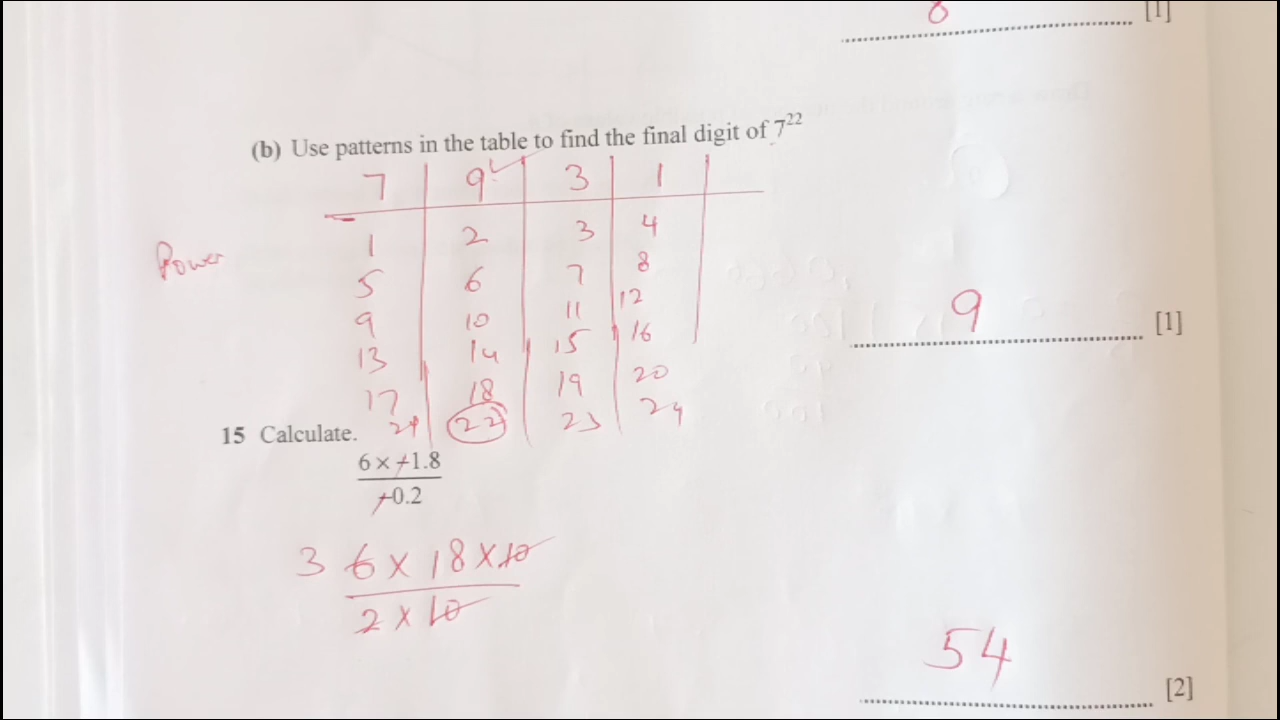 8 [1]
(b) Use patterns in the table to find the final digit of 7²²
7 9 3 1
Power 1 2 3 4
5 6 7 8
9 10 11 12
9 [1]
13 14 15 16
17 18 19 20
21 22 23 24
15 Calculate.
6 × -1.8
-0.2
3 6 × 18 × 10
2 × 10
54 [2]